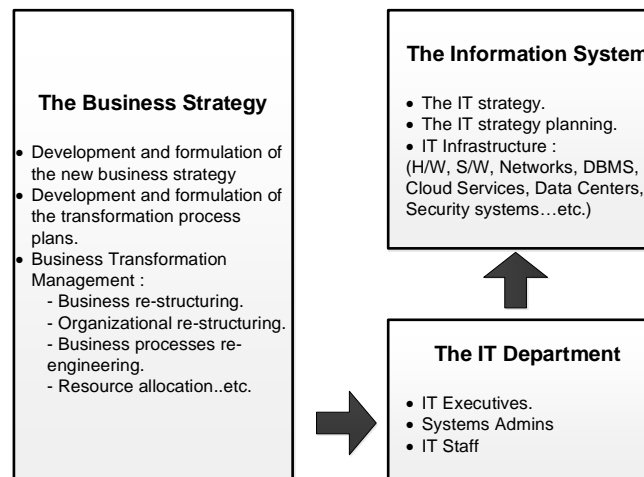 The Business Strategy
• Development and formulation of
the new business strategy
• Development and formulation of
the transformation process
plans.
• Business Transformation
Management :
- Business re-structuring.
- Organizational re-structuring.
- Business processes re-
engineering.
- Resource allocation..etc.
The Information System
• The IT strategy.
• The IT strategy planning.
• IT Infrastructure :
(H/W, S/W, Networks, DBMS,
Cloud Services, Data Centers,
Security systems…etc.)
The IT Department
• IT Executives.
• Systems Admins
• IT Staff